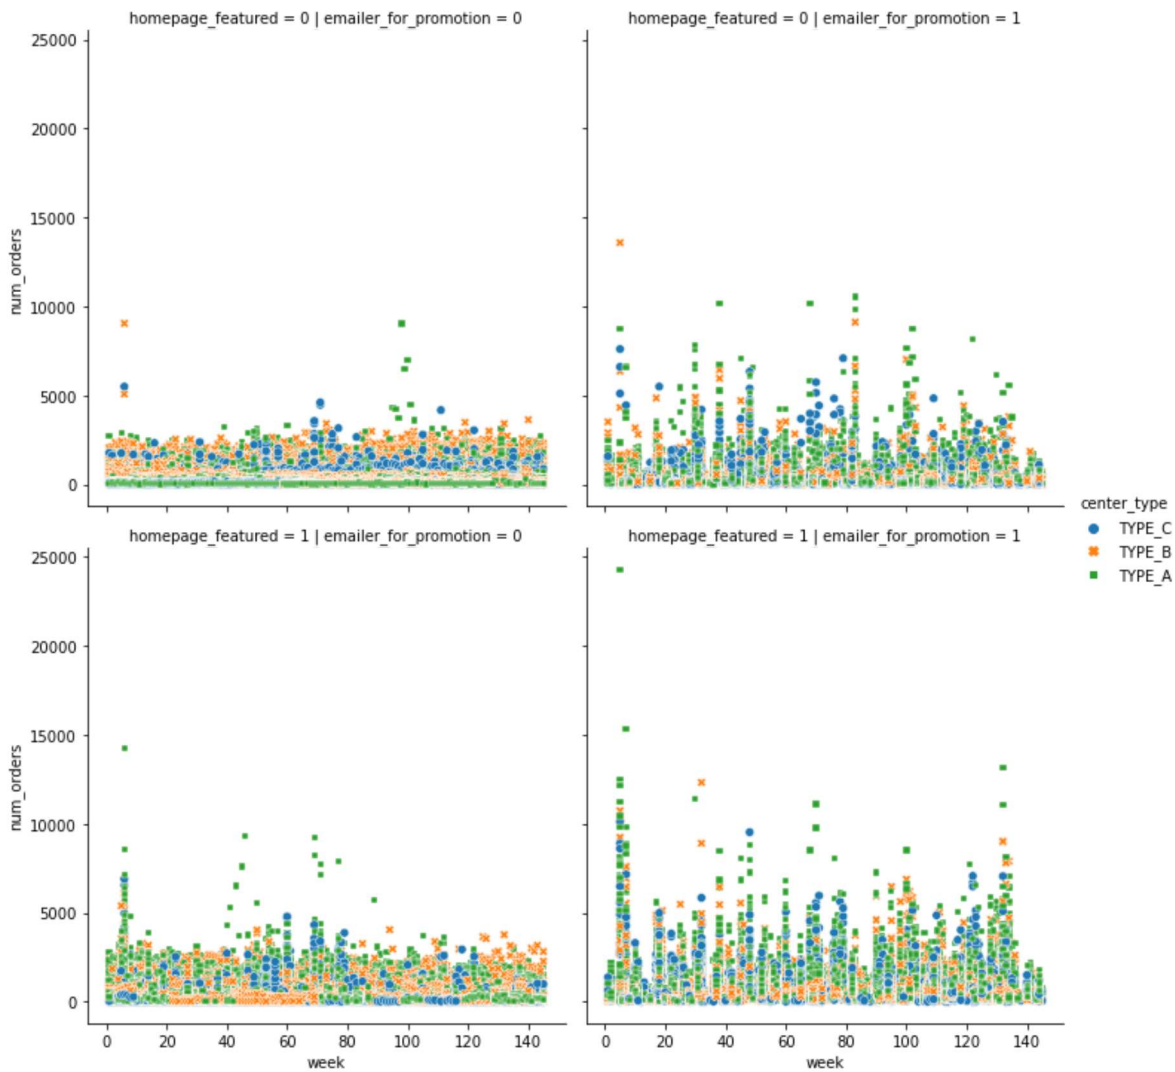 homepage_featured = 0 | emailer_for_promotion = 0
homepage_featured = 0 | emailer_for_promotion = 1
25000
20000
15000
10000
5000
0
num_orders
homepage_featured = 1 | emailer_for_promotion = 0
homepage_featured = 1 | emailer_for_promotion = 1
25000
20000
15000
10000
5000
0
num_orders
0 20 40 60 80 100 120 140
week
0 20 40 60 80 100 120 140
week
center_type
TYPE_C
TYPE_B
TYPE_A